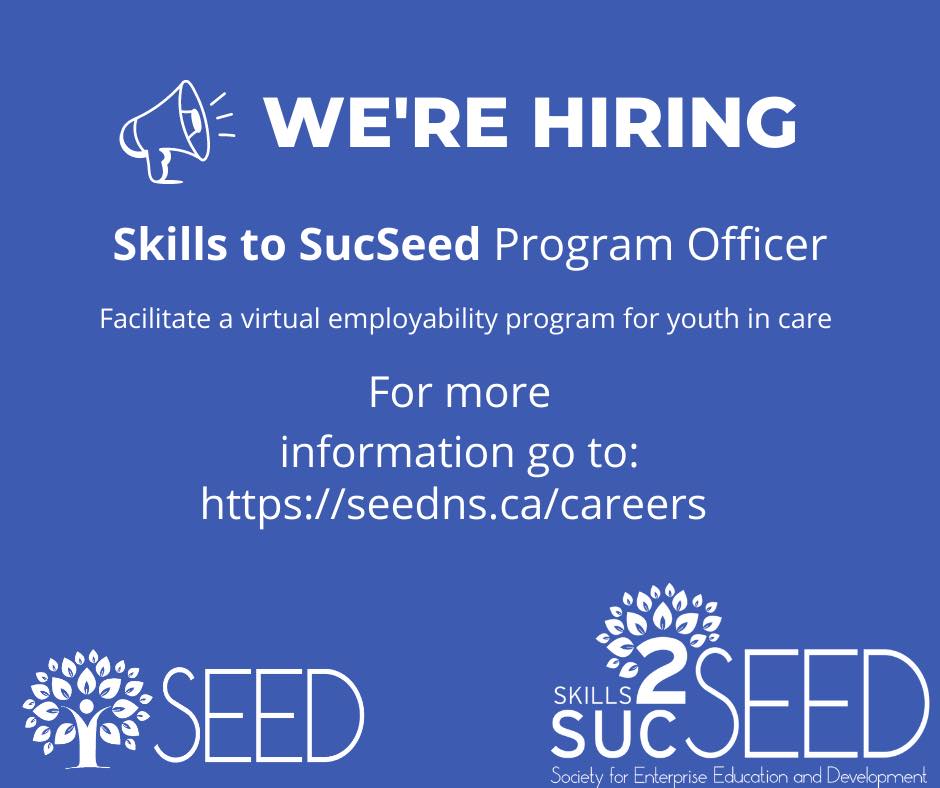 WE'RE HIRING
Skills to SucSeed Program Officer
Facilitate a virtual employability program for youth in care
For more
information go to:
https://seedns.ca/careers
SEED
SKILLS 2
SUCSEED
Society for Enterprise Education and Development